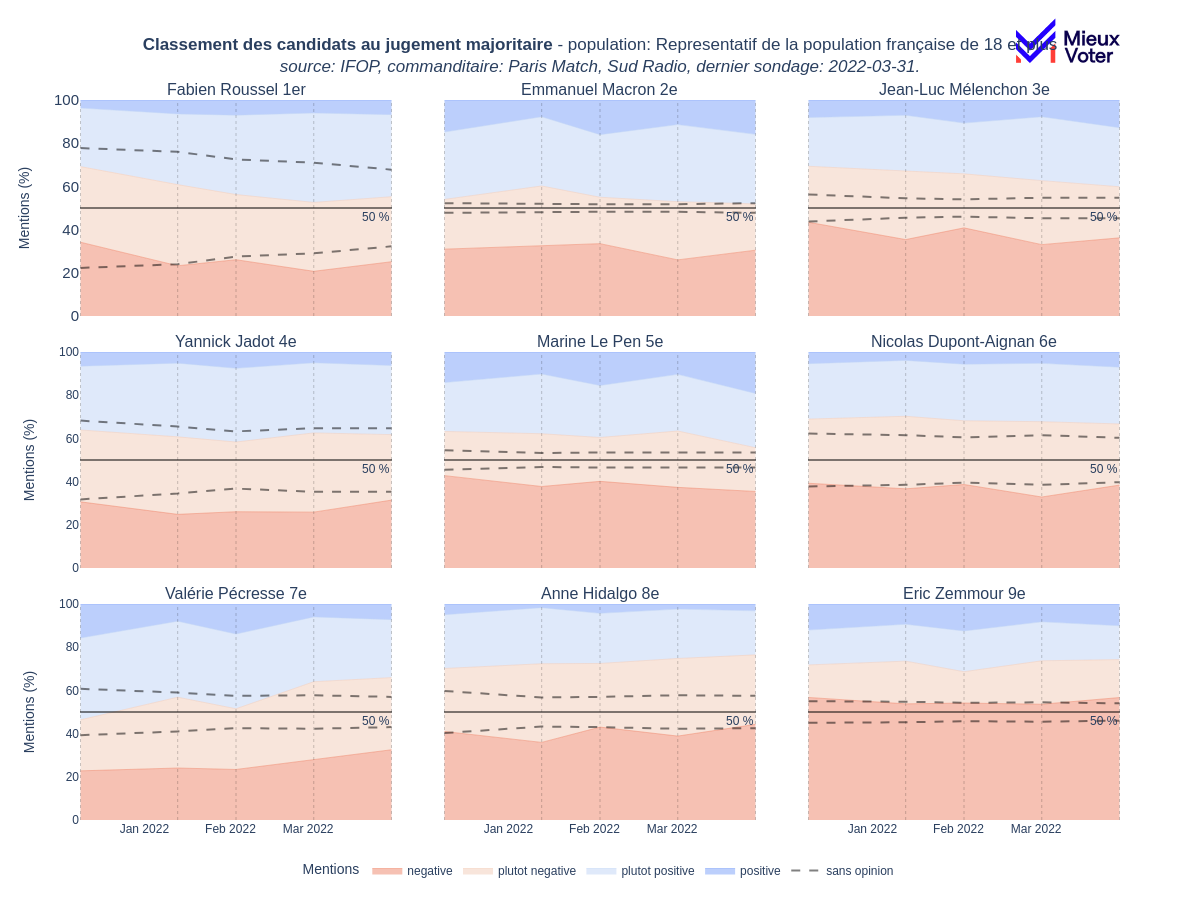 Classement des candidats au jugement majoritaire - population: Representatif de la population française de 18 et plus
source: IFOP, commanditaire: Paris Match, Sud Radio, dernier sondage: 2022-03-31.
Mieux
Voter
Fabien Roussel 1er
Emmanuel Macron 2e
Jean-Luc Mélenchon 3e
Mentions (%)
100
80
60
40
20
0
50 %
50 %
50 %
Yannick Jadot 4e
Marine Le Pen 5e
Nicolas Dupont-Aignan 6e
Mentions (%)
100
80
60
40
20
0
50 %
50 %
50 %
Valérie Pécresse 7e
Anne Hidalgo 8e
Eric Zemmour 9e
Mentions (%)
100
80
60
40
20
0
50 %
50 %
50 %
Jan 2022 Feb 2022 Mar 2022
Jan 2022 Feb 2022 Mar 2022
Jan 2022 Feb 2022 Mar 2022
Mentions negative plutot negative plutot positive positive sans opinion